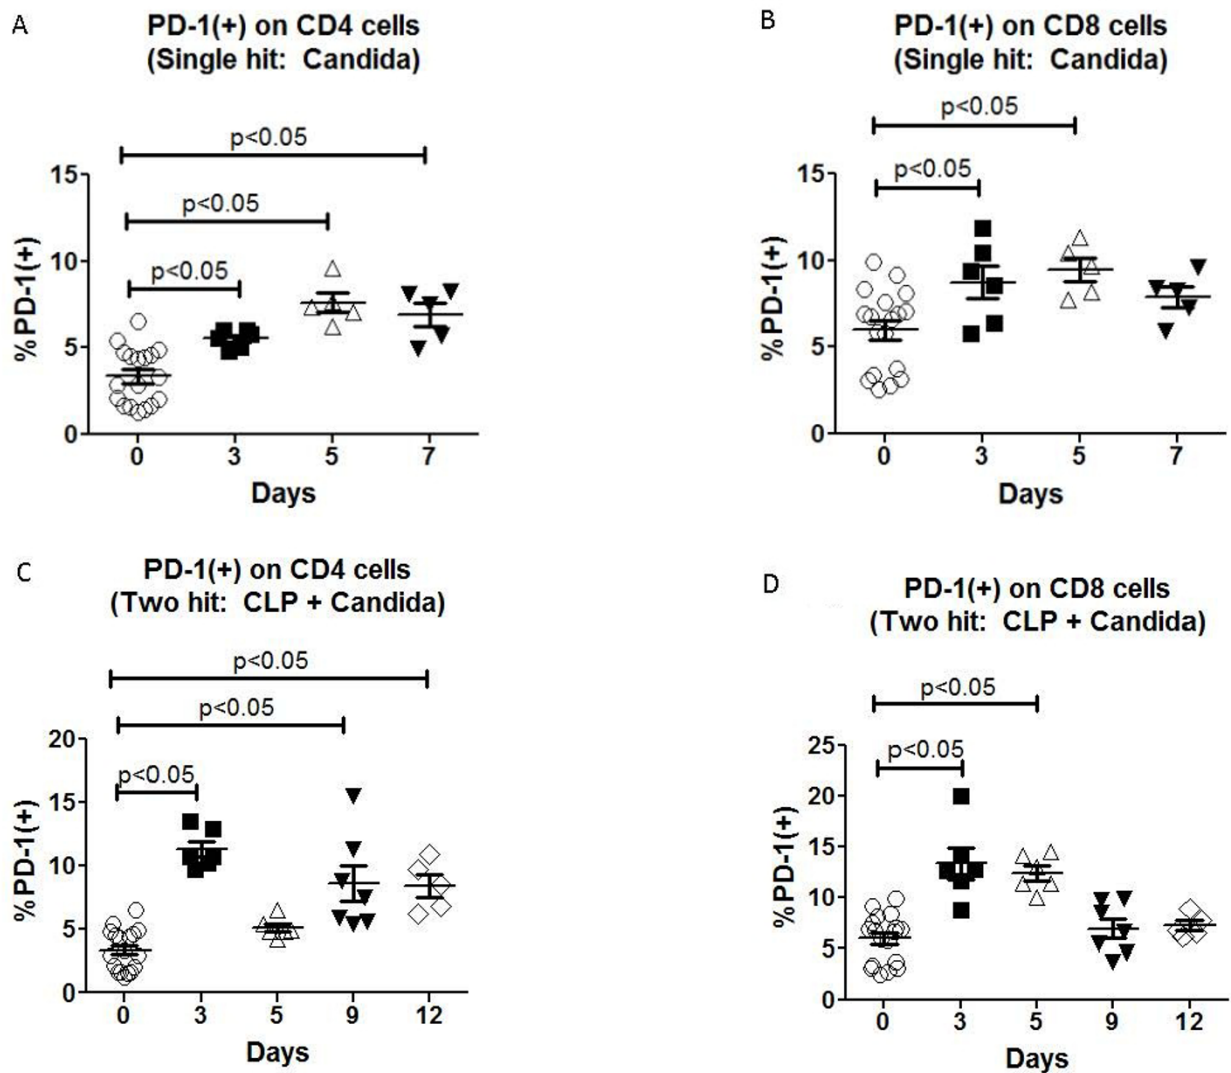 A
PD-1(+) on CD4 cells
(Single hit:  Candida)
p<0.05
p<0.05
p<0.05
15
10
5
0
%PD-1(+)
0 3 5 7
Days
B
PD-1(+) on CD8 cells
(Single hit:  Candida)
p<0.05
p<0.05
15
10
5
0
%PD-1(+)
0 3 5 7
Days
C
PD-1(+) on CD4 cells
(Two hit:  CLP + Candida)
p<0.05
p<0.05
p<0.05
20
15
10
5
0
%PD-1(+)
0 3 5 9 12
Days
D
PD-1(+) on CD8 cells
(Two hit:  CLP + Candida)
p<0.05
p<0.05
25
20
15
10
5
0
%PD-1(+)
0 3 5 9 12
Days